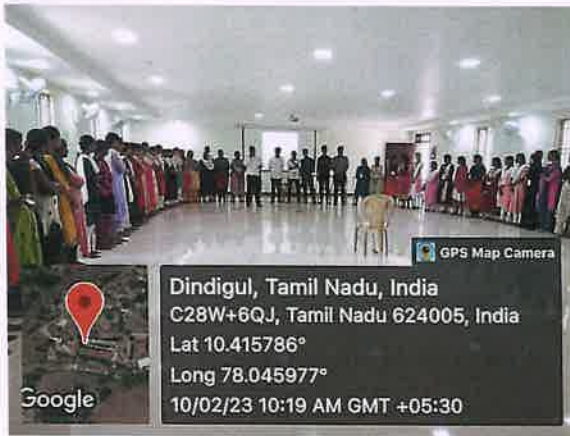 GPS Map Camera
Dindigul, Tamil Nadu, India
C28W+6QJ, Tamil Nadu 624005, India
Lat 10.415786°
Long 78.045977°
10/02/23 10:19 AM GMT +05:30
Google